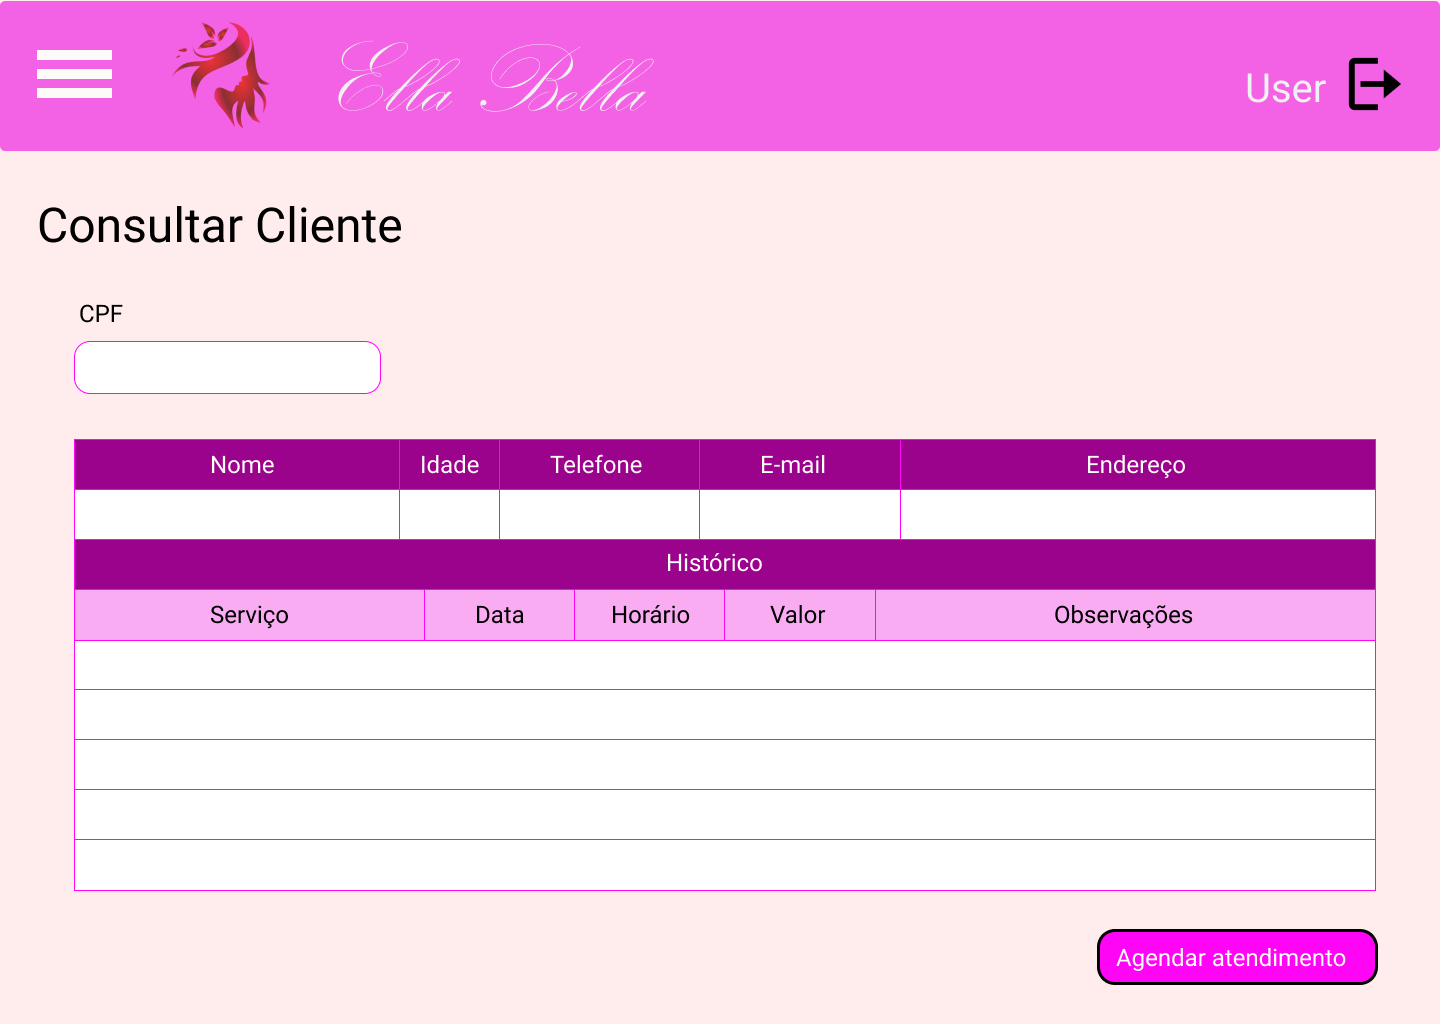 Ella Bella
User
Consultar Cliente
CPF
Nome Idade Telefone E-mail Endereço
Histórico
Serviço Data Horário Valor Observações
Agendar atendimento